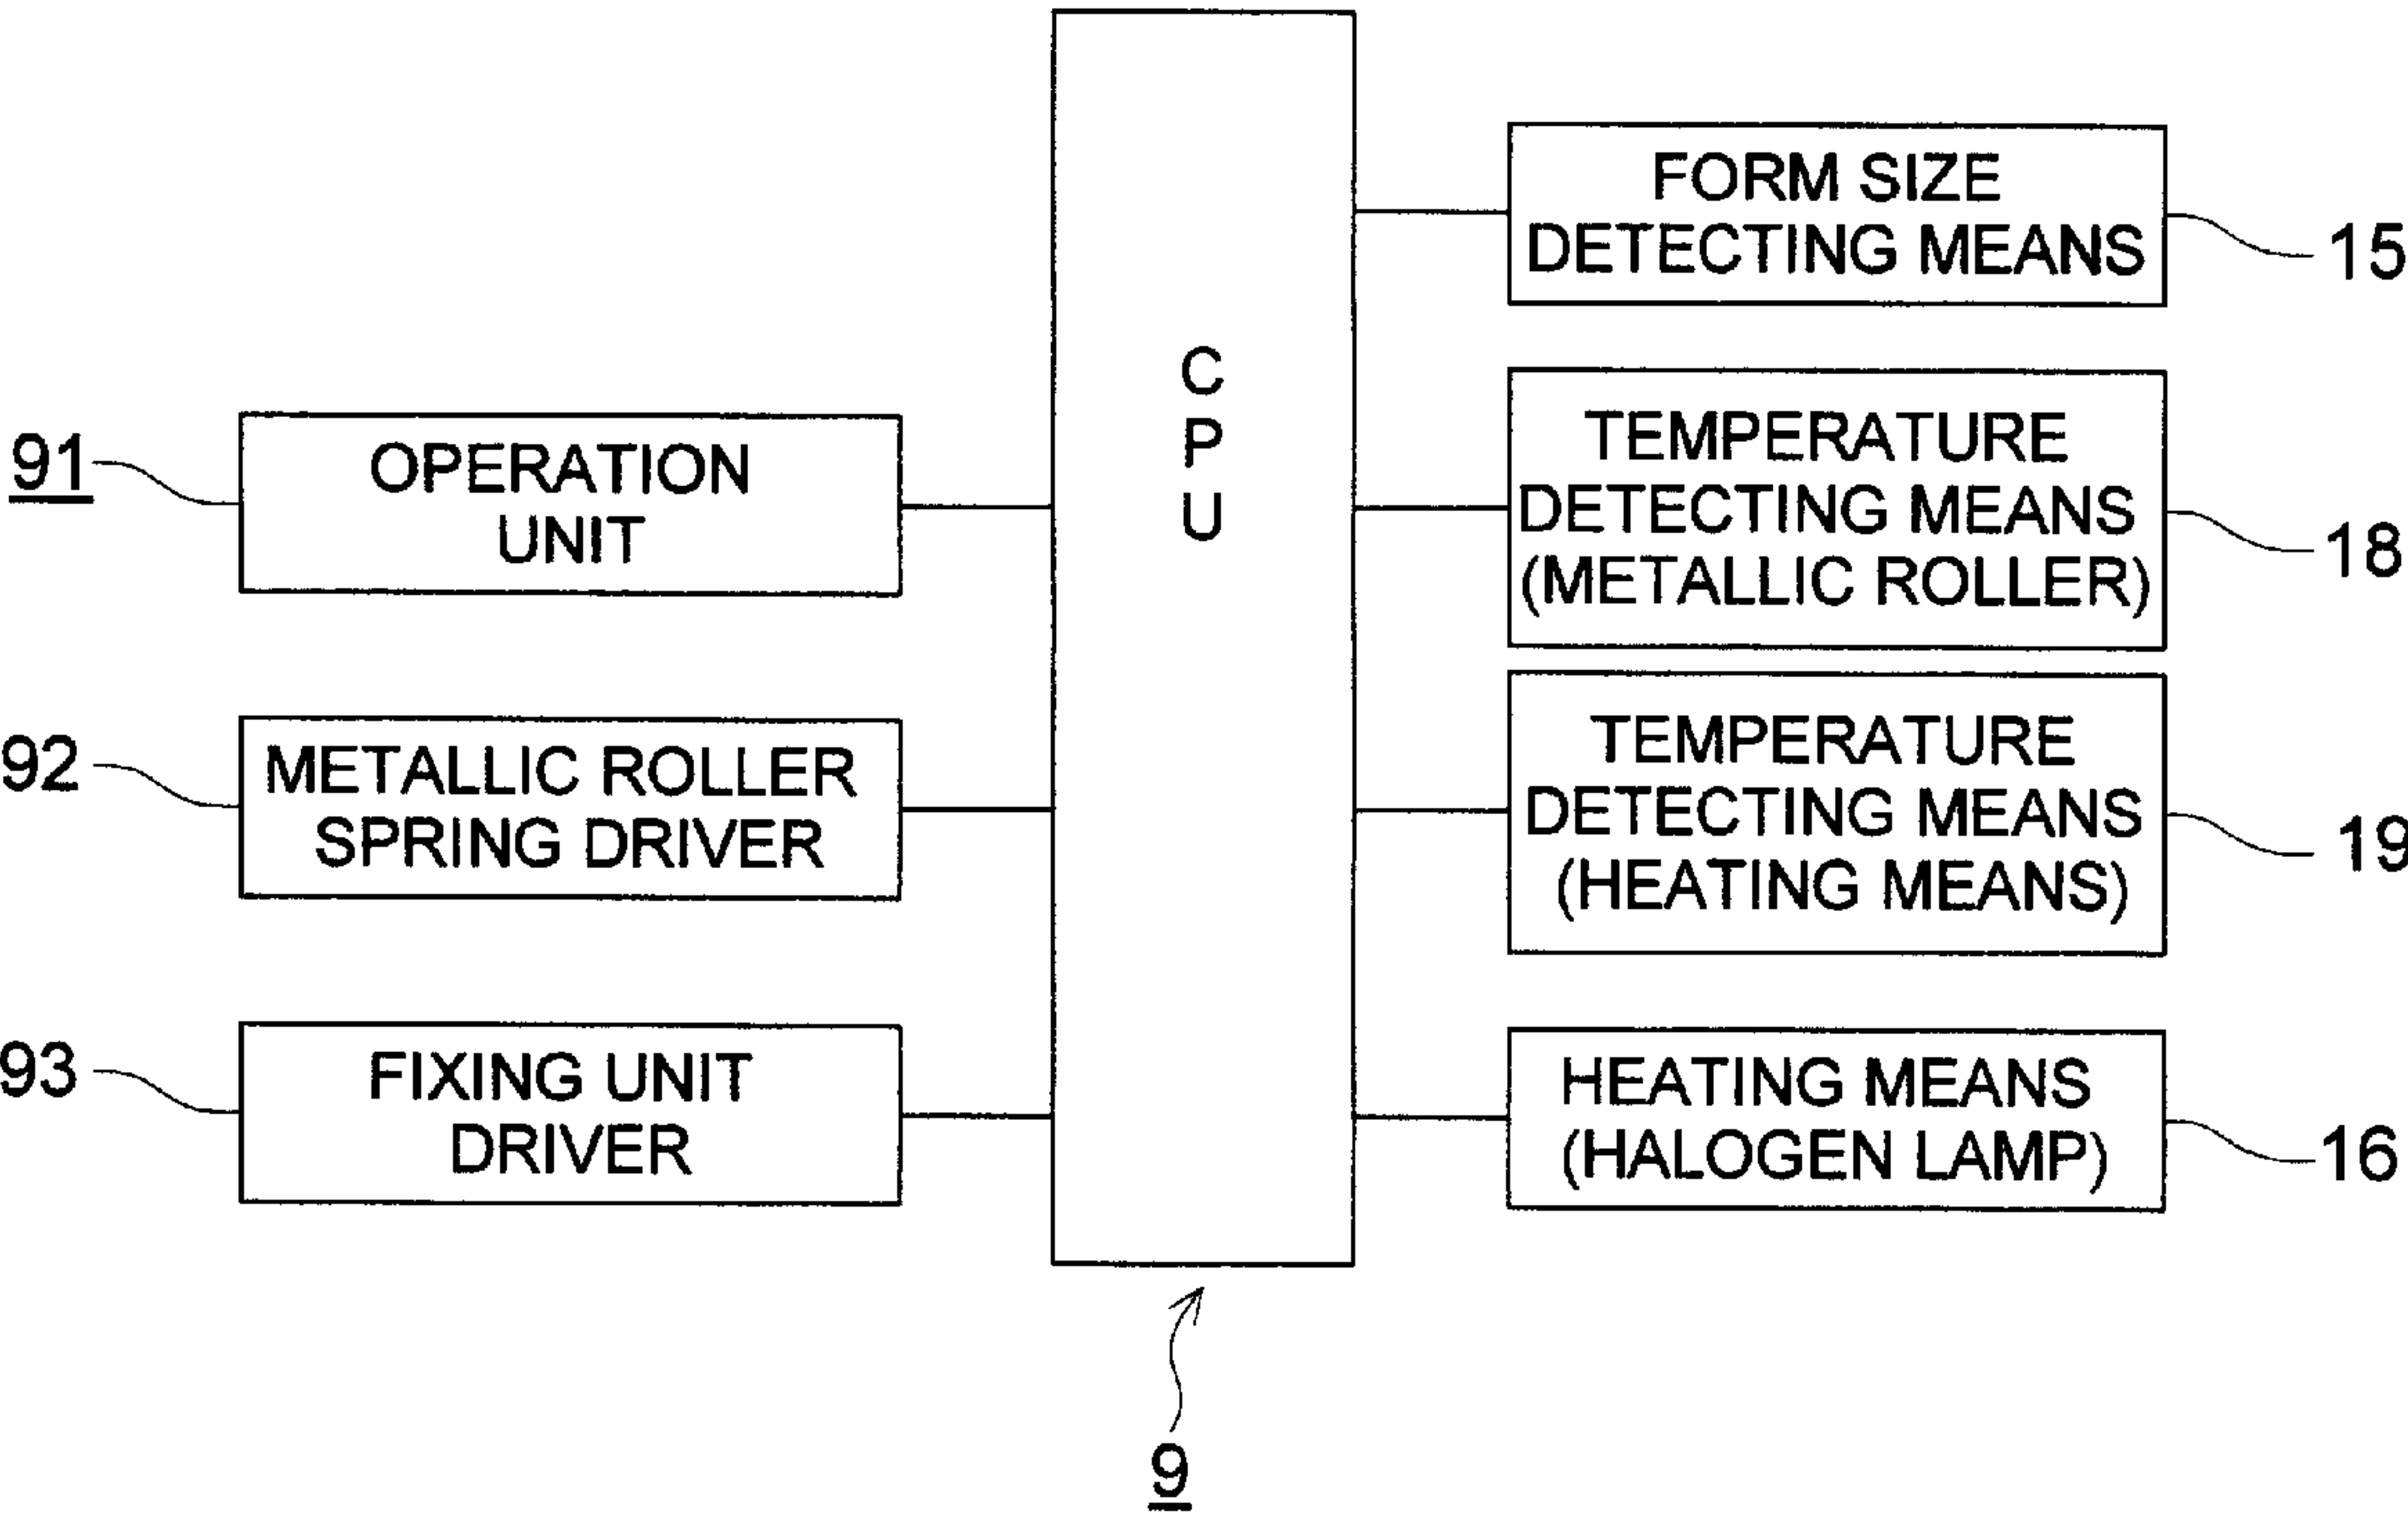 C
P
U
91
OPERATION
UNIT
92
METALLIC ROLLER
SPRING DRIVER
93
FIXING UNIT
DRIVER
FORM SIZE
DETECTING MEANS
15
TEMPERATURE
DETECTING MEANS
(METALLIC ROLLER)
18
TEMPERATURE
DETECTING MEANS
(HEATING MEANS)
19
HEATING MEANS
(HALOGEN LAMP)
16
9